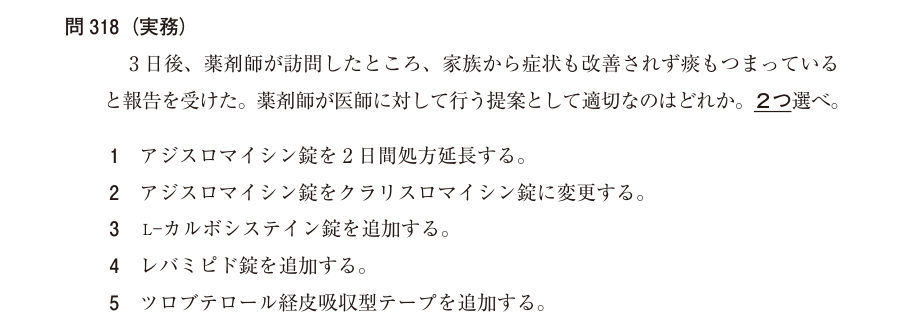 問 318（実務）
３日後、薬剤師が訪問したところ、家族から症状も改善されず痰もつまっている
と報告を受けた。薬剤師が医師に対して行う提案として適切なのはどれか。２つ選べ。
1 アジスロマイシン錠を２日間処方延長する。
2 アジスロマイシン錠をクラリスロマイシン錠に変更する。
3 L-カルボシステイン錠を追加する。
4 レバミピド錠を追加する。
5 ツロブテロール経皮吸収型テープを追加する。